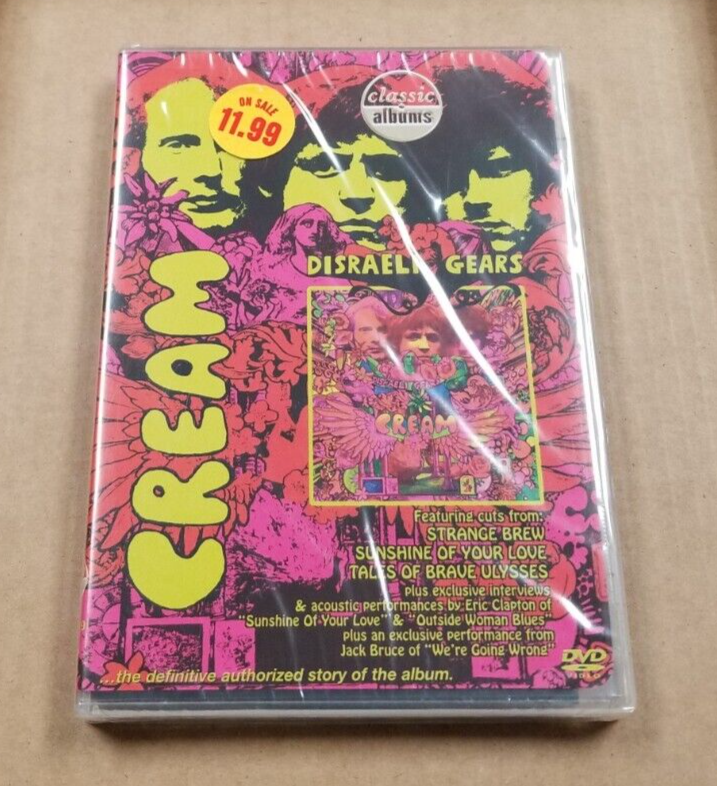 ON SALE
11.99
classic
albums
CREAM
DISRAELI GEARS
DISRAELI GEARS
CREAM
Featuring cuts from:
STRANGE BREW
SUNSHINE OF YOUR LOVE,
TALES OF BRAVE ULYSSES
plus exclusive interviews
& acoustic performances by Eric Clapton of
"Sunshine Of Your Love" & "Outside Woman Blues"
plus an exclusive performance from
Jack Bruce of "We're Going Wrong"
DVD
VIDEO
...the definitive authorized story of the album.